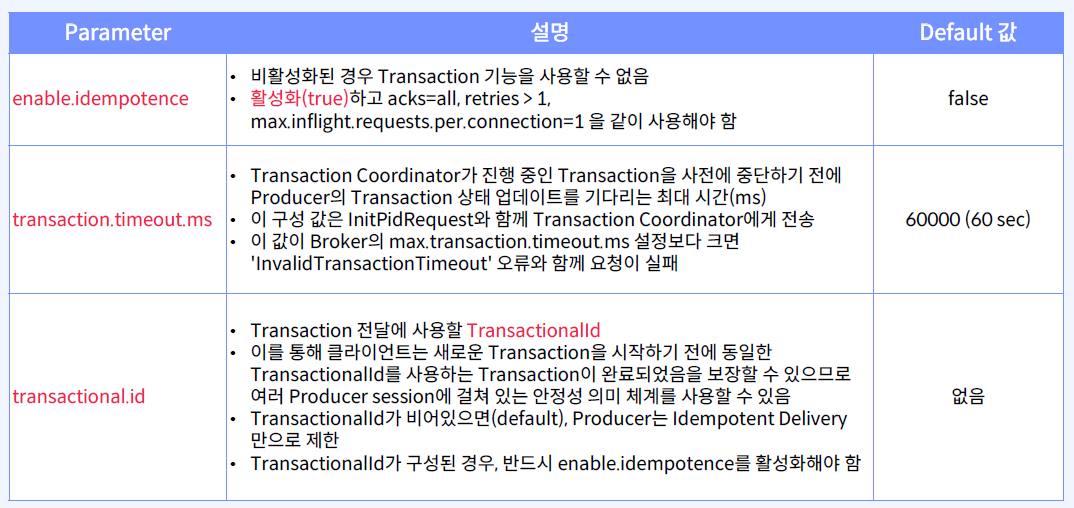 Parameter 설명 Default 값
enable.idempotence
• 비활성화된 경우 Transaction 기능을 사용할 수 없음
• 활성화(true)하고 acks=all, retries > 1,
max.inflight.requests.per.connection=1 을 같이 사용해야 함
false
transaction.timeout.ms
• Transaction Coordinator가 진행 중인 Transaction을 사전에 중단하기 전에
Producer의 Transaction 상태 업데이트를 기다리는 최대 시간(ms)
• 이 구성 값은 InitPidRequest와 함께 Transaction Coordinator에게 전송
• 이 값이 Broker의 max.transaction.timeout.ms 설정보다 크면
'InvalidTransactionTimeout' 오류와 함께 요청이 실패
60000 (60 sec)
transactional.id
• Transaction 전달에 사용할 TransactionalId
• 이를 통해 클라이언트는 새로운 Transaction을 시작하기 전에 동일한
TransactionalId를 사용하는 Transaction이 완료되었음을 보장할 수 있으므로
여러 Producer session에 걸쳐 있는 안정성 의미 체계를 사용할 수 있음
• TransactionalId가 비어있으면(default), Producer는 Idempotent Delivery
만으로 제한
• TransactionalId가 구성된 경우, 반드시 enable.idempotence를 활성화해야 함
없음